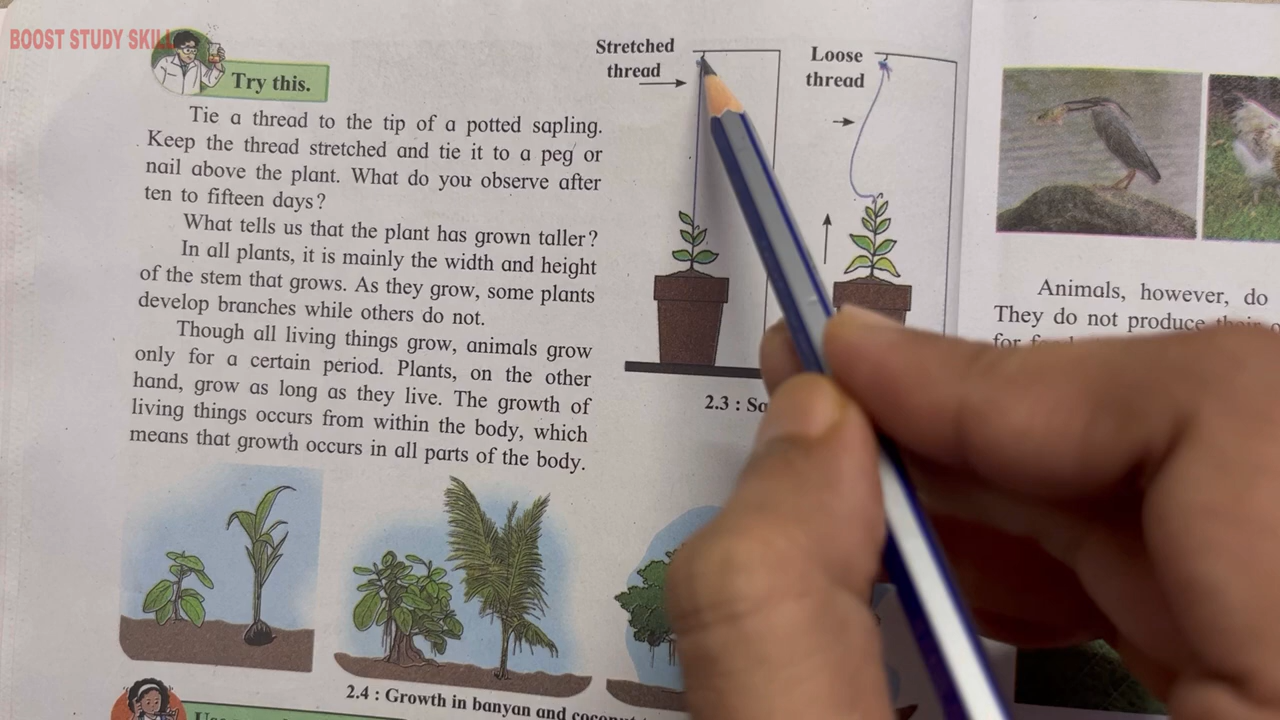 BOOST STUDY SKILL
Try this.
Tie a thread to the tip of a potted sapling.
Keep the thread stretched and tie it to a peg or
nail above the plant. What do you observe after
ten to fifteen days?
What tells us that the plant has grown taller?
In all plants, it is mainly the width and height
of the stem that grows. As they grow, some plants
develop branches while others do not.
Though all living things grow, animals grow
only for a certain period. Plants, on the other
hand, grow as long as they live. The growth of
living things occurs from within the body, which
means that growth occurs in all parts of the body.
Stretched
thread
Loose
thread
2.3 :
2.4 : Growth in banyan and
Animals, however, do
They do not produce their
for